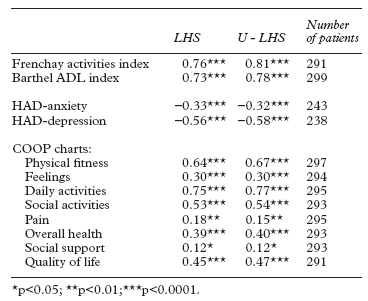 Number
LHS U - LHS of patients
Frenchay activities index 0.76*** 0.81*** 291
Barthel ADL index 0.73*** 0.78*** 299
HAD-anxiety −0.33*** −0.32*** 243
HAD-depression −0.56*** −0.58*** 238
COOP charts:
Physical fitness 0.64*** 0.67*** 297
Feelings 0.30*** 0.30*** 294
Daily activities 0.75*** 0.77*** 295
Social activities 0.53*** 0.54*** 293
Pain 0.18** 0.15** 295
Overall health 0.39*** 0.40*** 293
Social support 0.12* 0.12* 293
Quality of life 0.45*** 0.47*** 291
*p<0.05; **p<0.01;***p<0.0001.